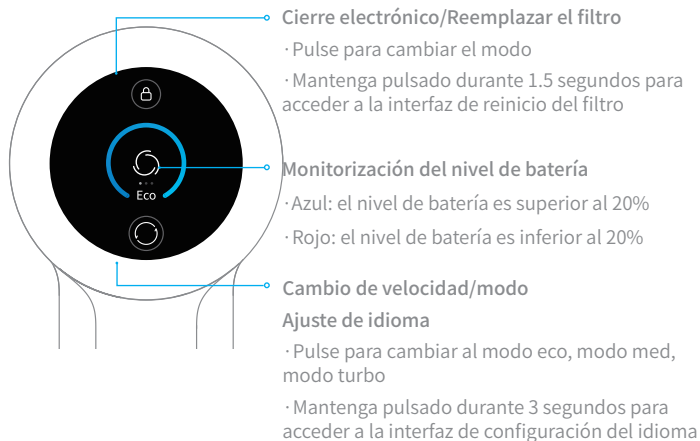 Cierre electrónico/Reemplazar el filtro
·Pulse para cambiar el modo
·Mantenga pulsado durante 1.5 segundos para
acceder a la interfaz de reinicio del filtro
Monitorización del nivel de batería
·Azul: el nivel de batería es superior al 20%
·Rojo: el nivel de batería es inferior al 20%
Eco
Cambio de velocidad/modo
Ajuste de idioma
·Pulse para cambiar al modo eco, modo med,
modo turbo
·Mantenga pulsado durante 3 segundos para
acceder a la interfaz de configuración del idioma